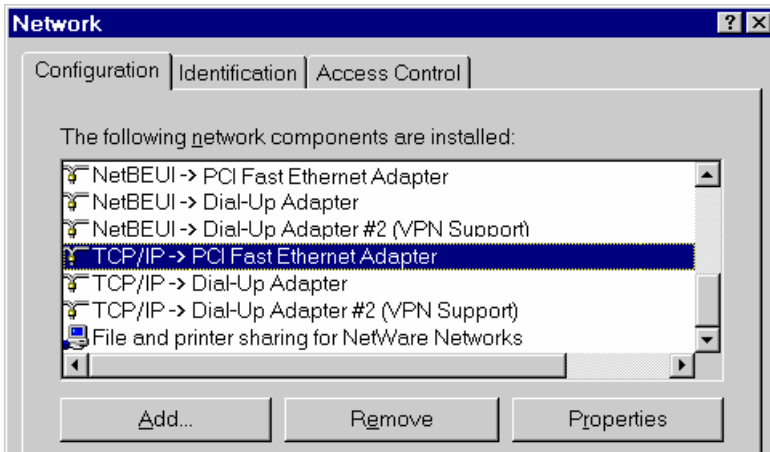 Network
Configuration Identification Access Control
The following network components are installed:
NetBEUI -> PCI Fast Ethernet Adapter
NetBEUI -> Dial-Up Adapter
NetBEUI -> Dial-Up Adapter #2 (VPN Support)
TCP/IP -> PCI Fast Ethernet Adapter
TCP/IP -> Dial-Up Adapter
TCP/IP -> Dial-Up Adapter #2 (VPN Support)
File and printer sharing for NetWare Networks
Add... Remove Properties